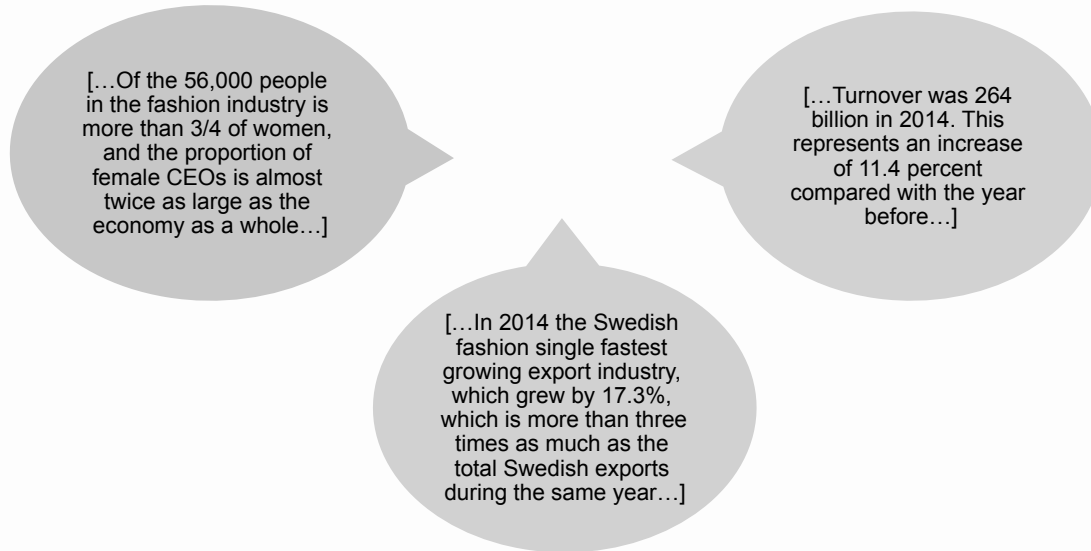 […Of the 56,000 people
in the fashion industry is
more than 3/4 of women,
and the proportion of
female CEOs is almost
twice as large as the
economy as a whole…]
[…Turnover was 264
billion in 2014. This
represents an increase
of 11.4 percent
compared with the year
before…]
[…In 2014 the Swedish
fashion single fastest
growing export industry,
which grew by 17.3%,
which is more than three
times as much as the
total Swedish exports
during the same year…]